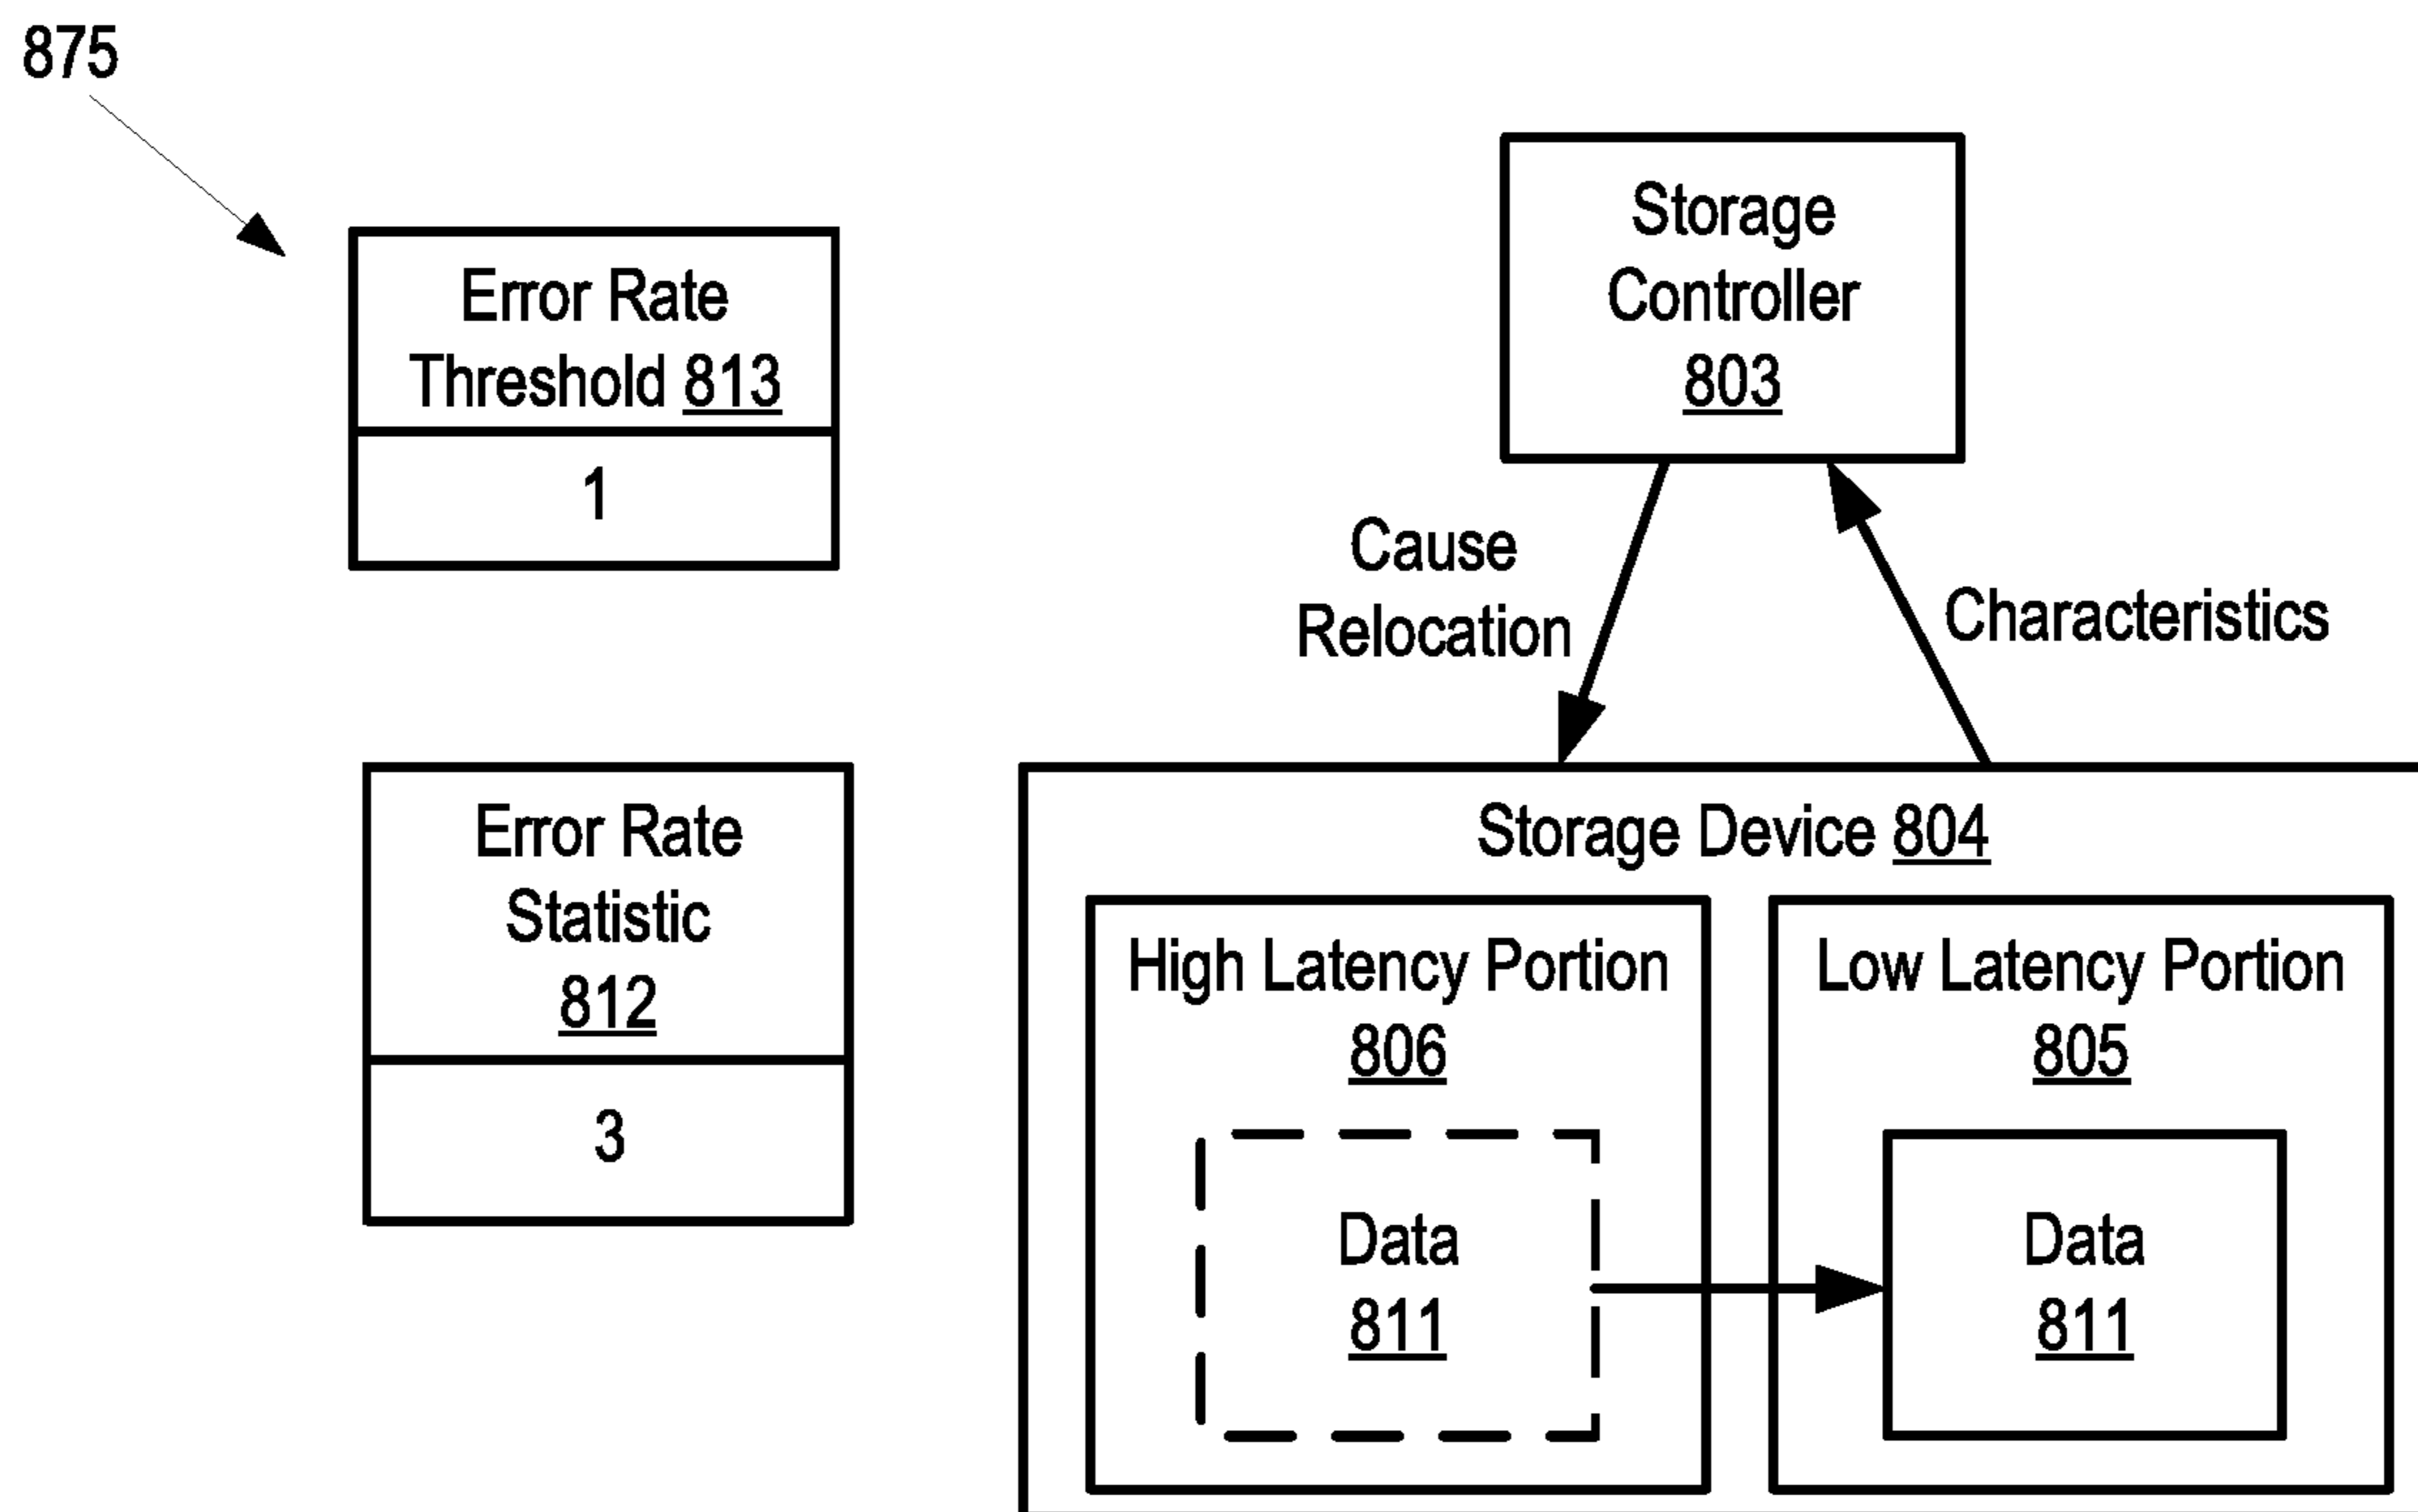 875
Error Rate
Threshold 813
1
Error Rate
Statistic
812
3
Storage
Controller
803
Cause
Relocation
Characteristics
Storage Device 804
High Latency Portion
806
Data
811
Low Latency Portion
805
Data
811